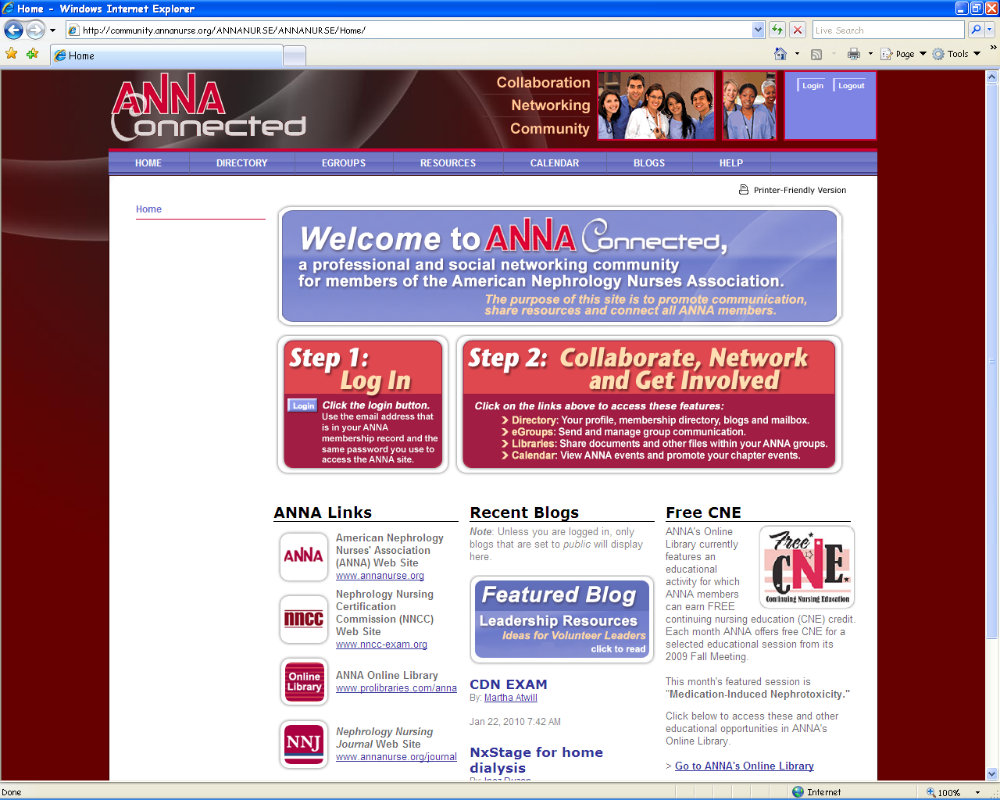 Home - Windows Internet Explorer
http://community.annanurse.org/ANNANURSE/ANNANURSE/Home/
Live Search
Home
Page
Tools
ANNA Connected
Collaboration
Networking
Community
Login
Logout
HOME
DIRECTORY
EGROUPS
RESOURCES
CALENDAR
BLOGS
HELP
Printer-Friendly Version
Home
Welcome to ANNA Connected,
a professional and social networking community
for members of the American Nephrology Nurses Association.
The purpose of this site is to promote communication,
share resources and connect all ANNA members.
Step 1:
Log In
Login
Click the login button.
Use the email address that
is in your ANNA
membership record and the
same password you use to
access the ANNA site.
Step 2: Collaborate, Network
and Get Involved
Click on the links above to access these features:
Directory: Your profile, membership directory, blogs and mailbox.
eGroups: Send and manage group communication.
Libraries: Share documents and other files within your ANNA groups.
Calendar: View ANNA events and promote your chapter events.
ANNA Links
ANNA
American Nephrology
Nurses' Association
(ANNA) Web Site
www.annanurse.org
nncc
Nephrology Nursing
Certification
Commission (NNCC)
Web Site
www.nncc-exam.org
Online
Library
ANNA Online Library
www.prolibraries.com/anna
NNJ
Nephrology Nursing
Journal Web Site
www.annanurse.org/journal
Recent Blogs
Note: Unless you are logged in, only
blogs that are set to public will display
here.
Featured Blog
Leadership Resources
Ideas for Volunteer Leaders
click to read
CDN EXAM
By: Martha Atwill
Jan 22, 2010 7:42 AM
NxStage for home
dialysis
By: Inez Duzan
Free CNE
ANNA's Online
Library currently
features an
educational
activity for which
ANNA members
can earn FREE
continuing nursing education (CNE) credit.
Each month ANNA offers free CNE for a
selected educational session from its
2009 Fall Meeting.
Free
CNE
Continuing Nursing Education
This month's featured session is
"Medication-Induced Nephrotoxicity."
Click below to access these and other
educational opportunities in ANNA's
Online Library.
> Go to ANNA's Online Library
Done
Internet
100%